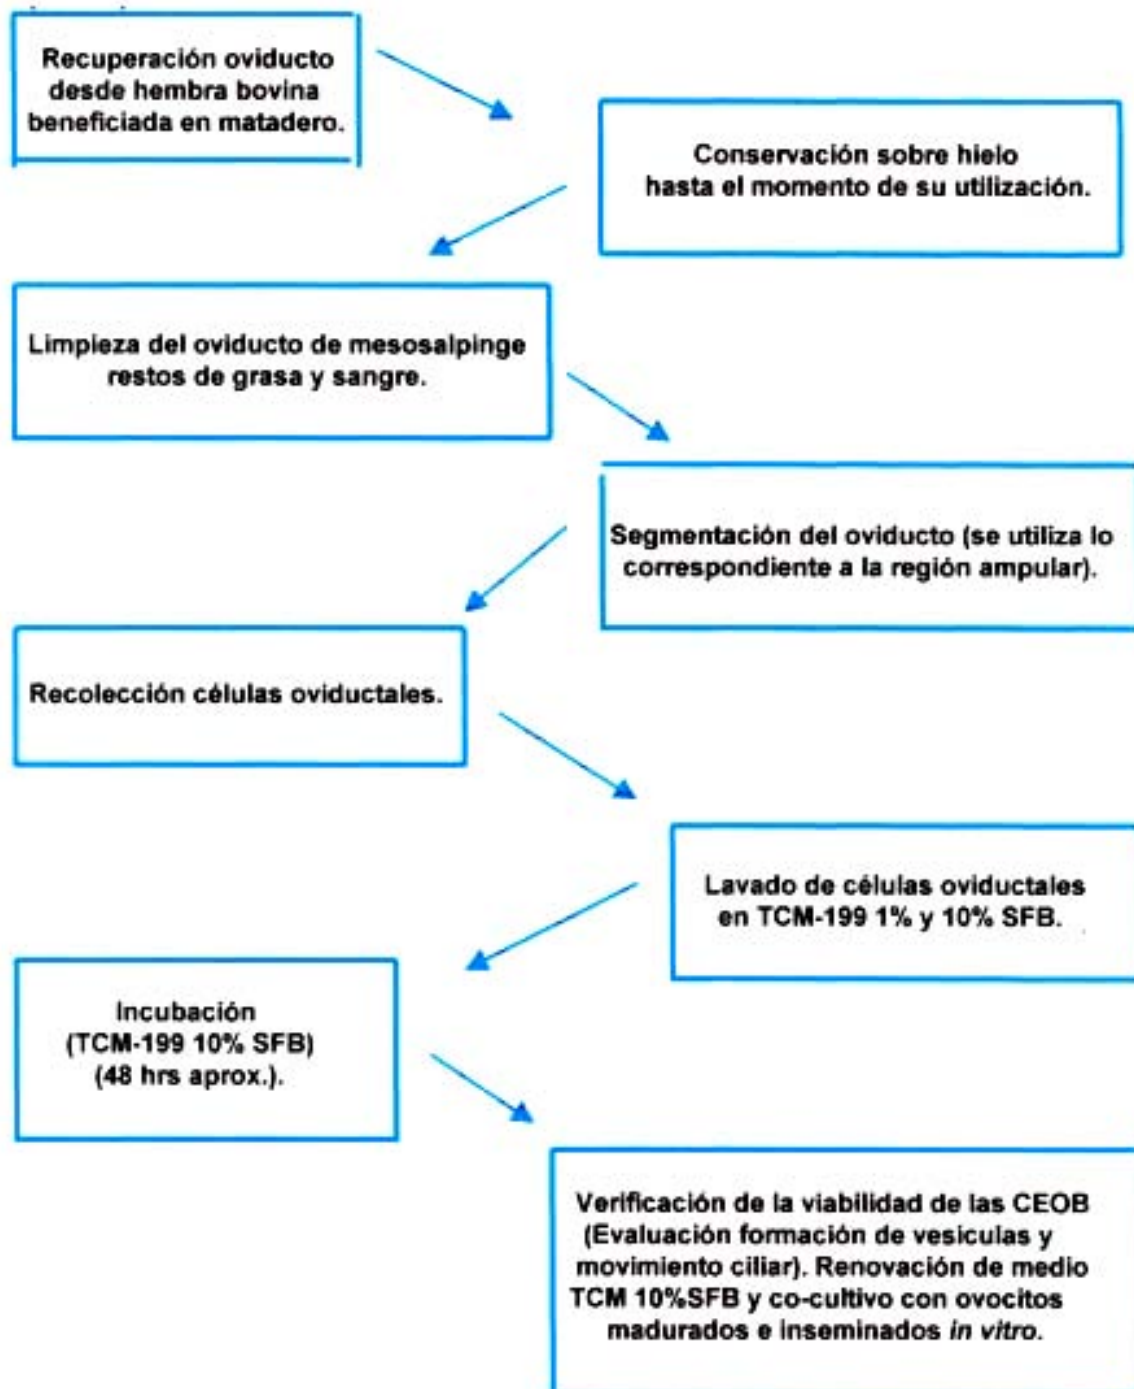 Recuperación oviducto
desde hembra bovina
beneficiada en matadero.
Conservación sobre hielo
hasta el momento de su utilización.
Limpieza del oviducto de mesosalpinge
restos de grasa y sangre.
Segmentación del oviducto (se utiliza lo
correspondiente a la región ampular).
Recolección células oviductales.
Lavado de células oviductales
en TCM-199 1% y 10% SFB.
Incubación
(TCM-199 10% SFB)
(48 hrs aprox.).
Verificación de la viabilidad de las CEOB
(Evaluación formación de vesiculas y
movimiento ciliar). Renovación de medio
TCM 10%SFB y co-cultivo con ovocitos
madurados e inseminados in vitro.